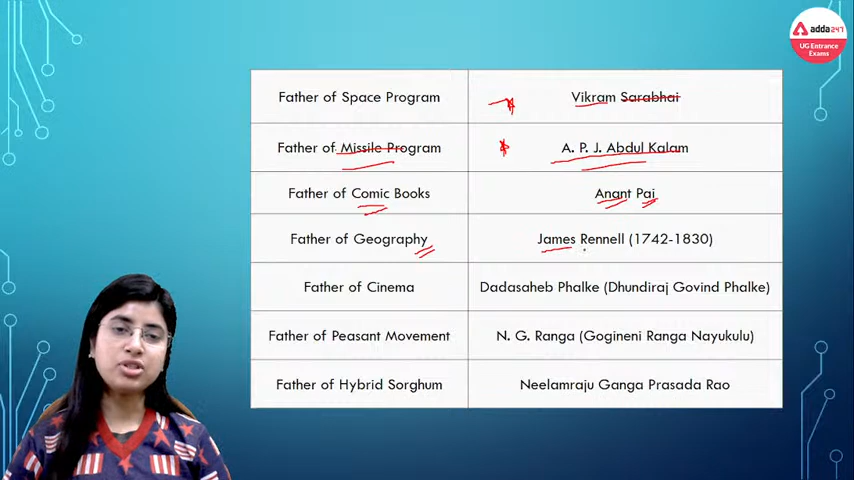 adda247
UG Entrance
Exams
Father of Space Program Vikram Sarabhai
Father of Missile Program A. P. J. Abdul Kalam
Father of Comic Books Anant Pai
Father of Geography James Rennell (1742-1830)
Father of Cinema Dadasaheb Phalke (Dhundiraj Govind Phalke)
Father of Peasant Movement N. G. Ranga (Gogineni Ranga Nayukulu)
Father of Hybrid Sorghum Neelamraju Ganga Prasada Rao